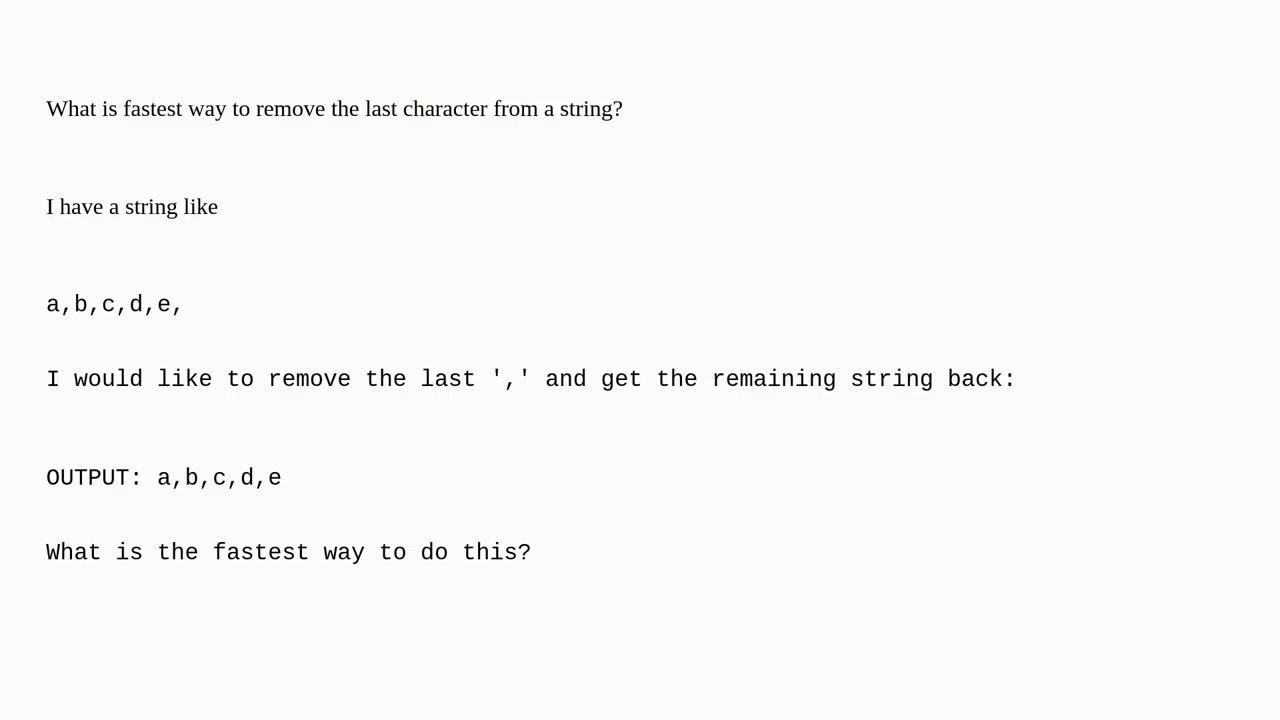 What is fastest way to remove the last character from a string?
I have a string like
a,b,c,d,e,
I would like to remove the last ',' and get the remaining string back:
OUTPUT: a,b,c,d,e
What is the fastest way to do this?